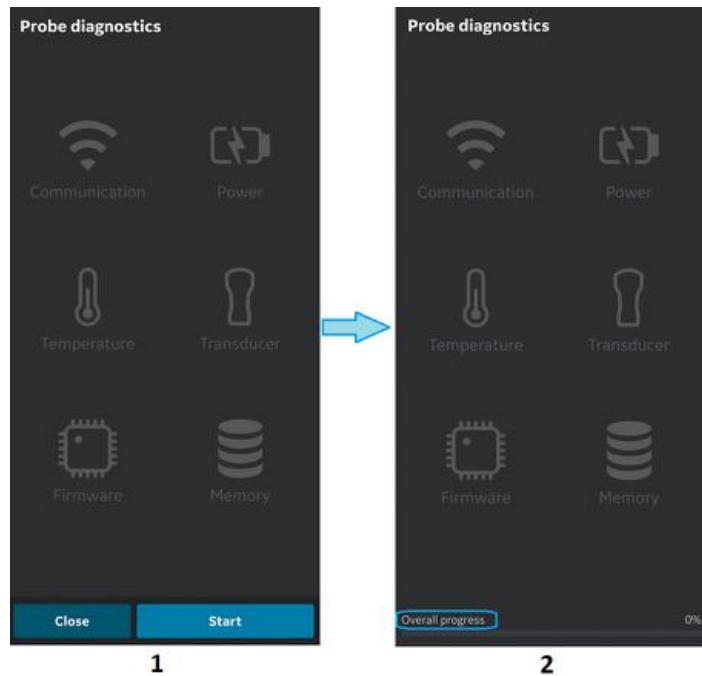 Probe diagnostics
Communication
Power
Temperature
Transducer
Firmware
Memory
Close
Start
1
Probe diagnostics
Communication
Power
Temperature
Transducer
Firmware
Memory
Overall progress
0%
2